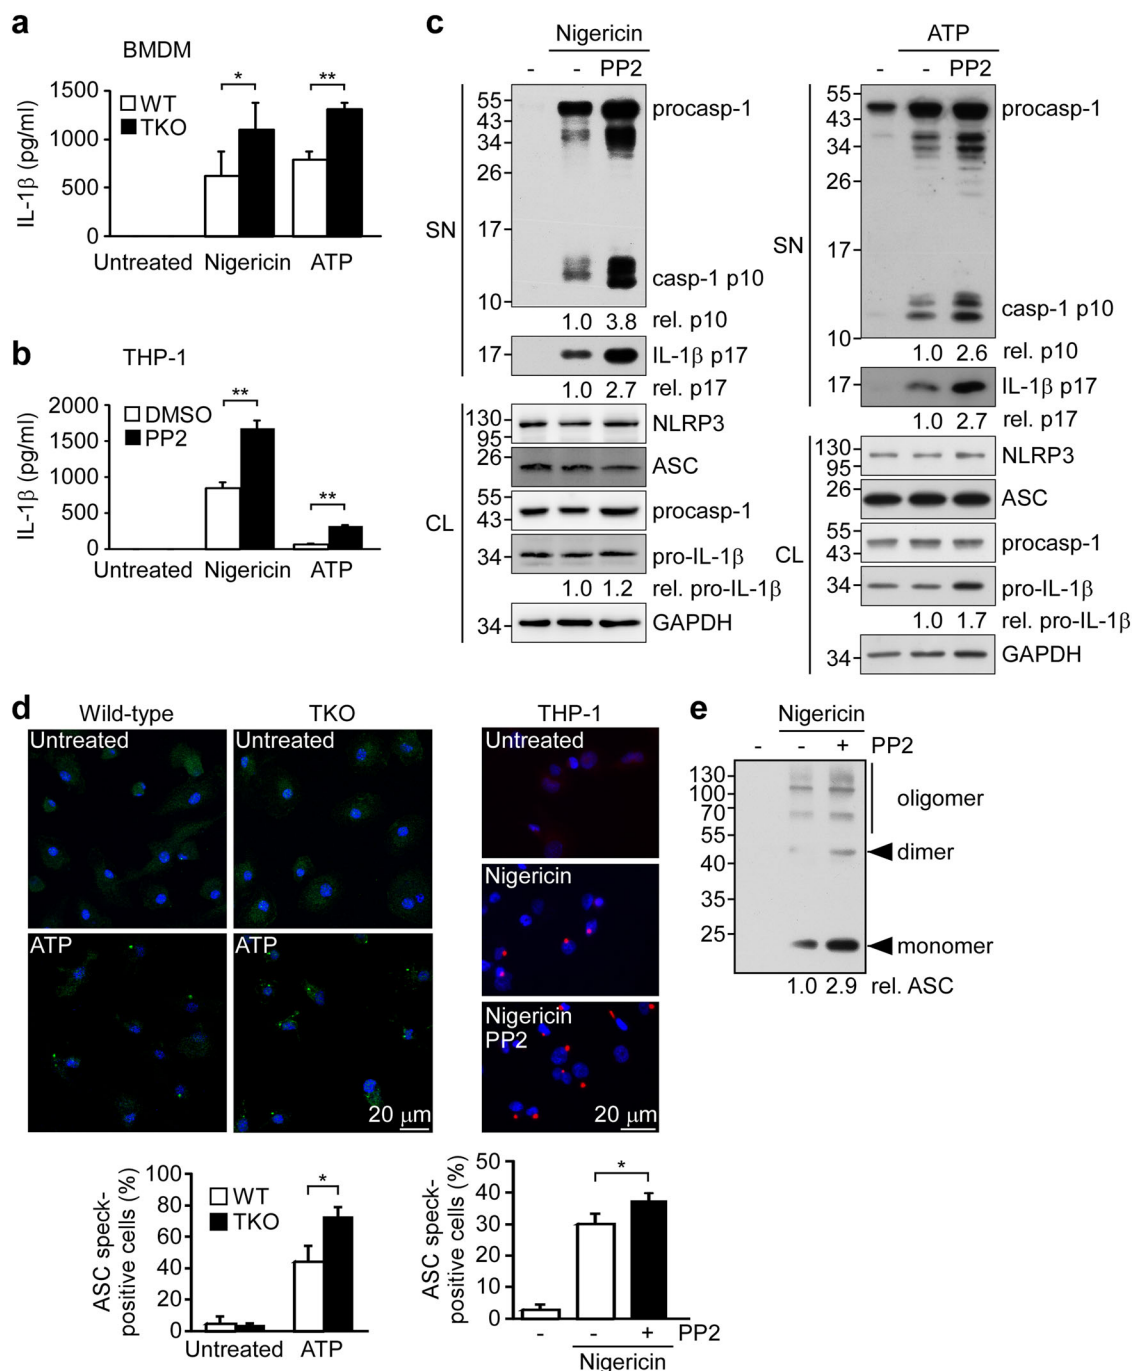 a
BMDM
IL-1β (pg/ml)
1500
1000
500
0
WT
TKO
*
**
Untreated Nigericin ATP
b
THP-1
IL-1β (pg/ml)
2000
1500
1000
500
0
DMSO
PP2
**
**
Untreated Nigericin ATP
c
Nigericin
- - PP2
SN
55
43
34
26
17
10
procasp-1
casp-1 p10
1.0 3.8 rel. p10
17
IL-1β p17
1.0 2.7 rel. p17
CL
130
95
NLRP3
26
ASC
55
43
procasp-1
34
pro-IL-1β
1.0 1.2 rel. pro-IL-1β
34
GAPDH
ATP
- - PP2
SN
55
43
34
26
17
10
procasp-1
casp-1 p10
1.0 2.6 rel. p10
17
IL-1β p17
1.0 2.7 rel. p17
CL
130
95
NLRP3
ASC
55
43
procasp-1
34
pro-IL-1β
1.0 1.7 rel. pro-IL-1β
34
GAPDH
d
Wild-type TKO
Untreated Untreated
ATP ATP
20 μm
THP-1
Untreated
Nigericin
Nigericin
PP2
20 μm
ASC speck-
positive cells (%)
100
80
60
40
20
0
WT
TKO
*
Untreated ATP
ASC speck-
positive cells (%)
50
40
30
20
10
0
*
- - + PP2
Nigericin
e
Nigericin
- - + PP2
130
100
70
55
40
35
25
oligomer
dimer
monomer
1.0 2.9 rel. ASC